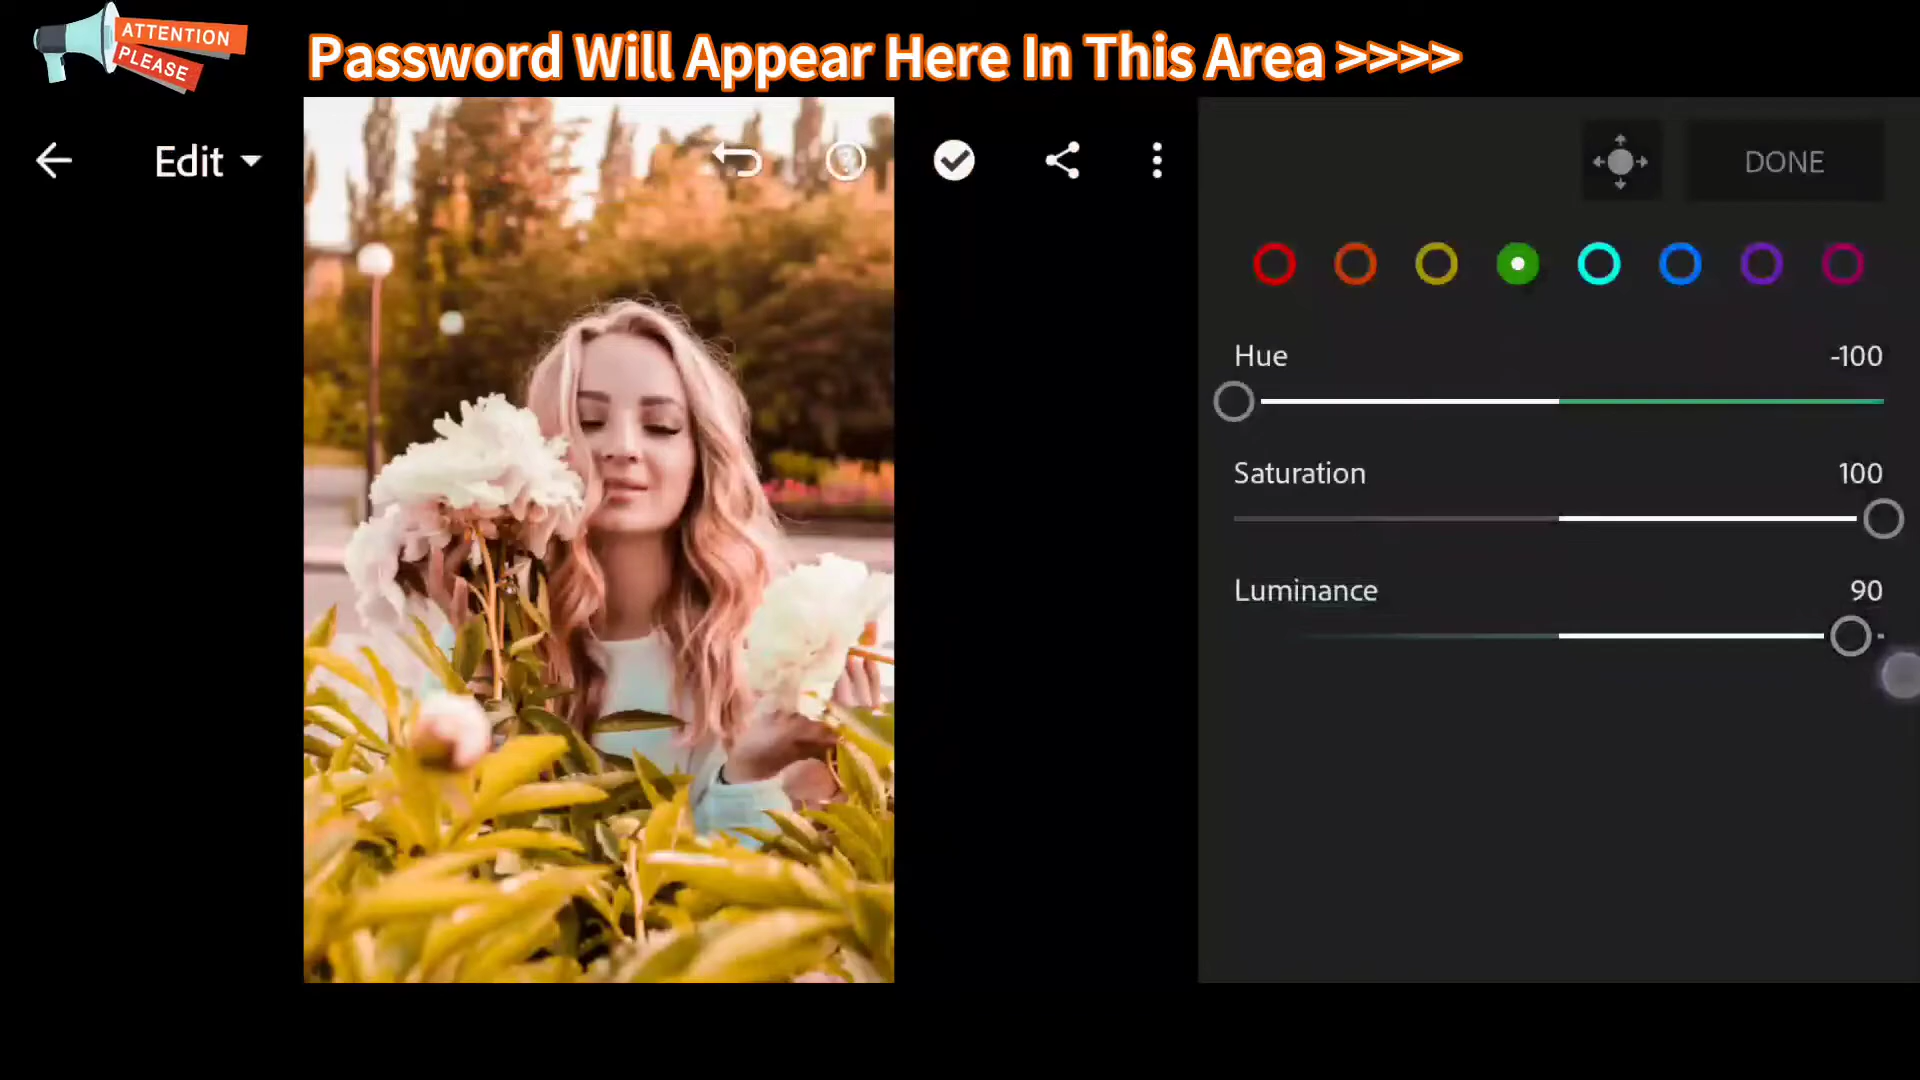 ATTENTION
PLEASE
Password Will Appear Here In This Area >>>>
Edit
DONE
Hue -100
Saturation 100
Luminance 90